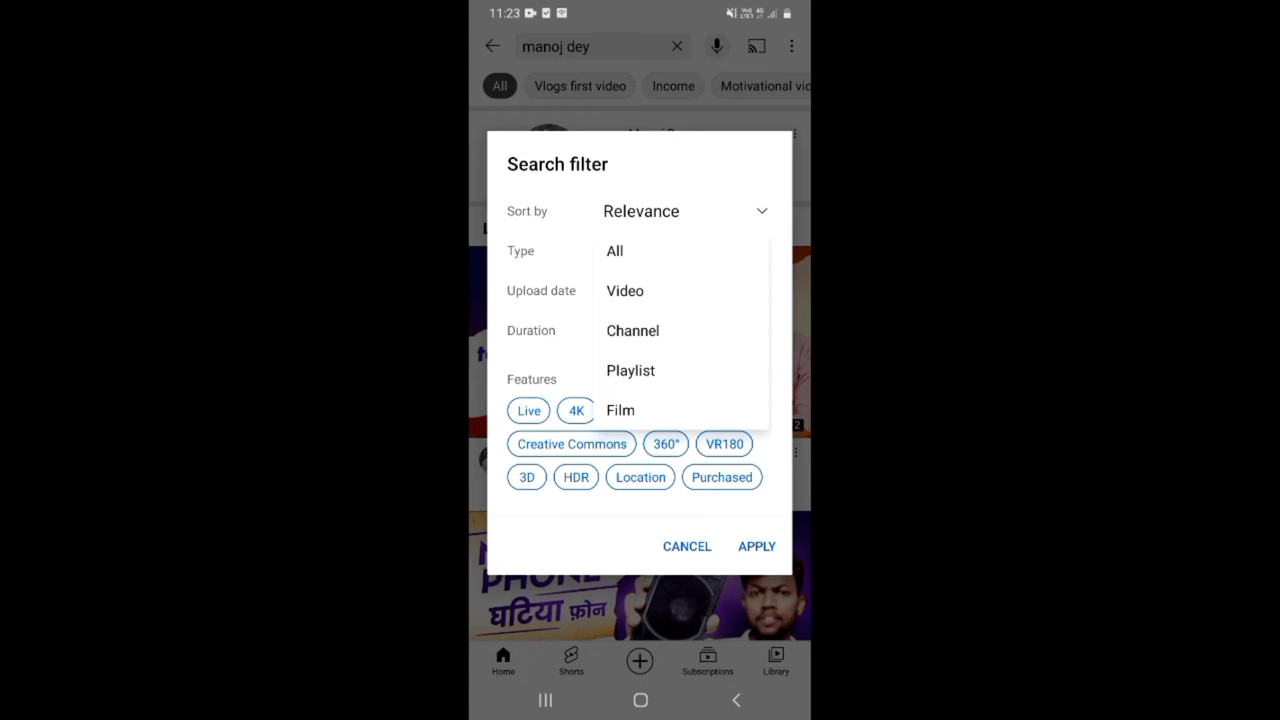 11:23
manoj dey
All Vlogs first video Income Motivational vid
Search filter
Sort by Relevance
Type All
Upload date Video
Duration Channel
Playlist
Features
Live 4K Film
Creative Commons 360° VR180
3D HDR Location Purchased
CANCEL APPLY
PHONE
घटिया फ़ोन
Home Shorts Subscriptions Library